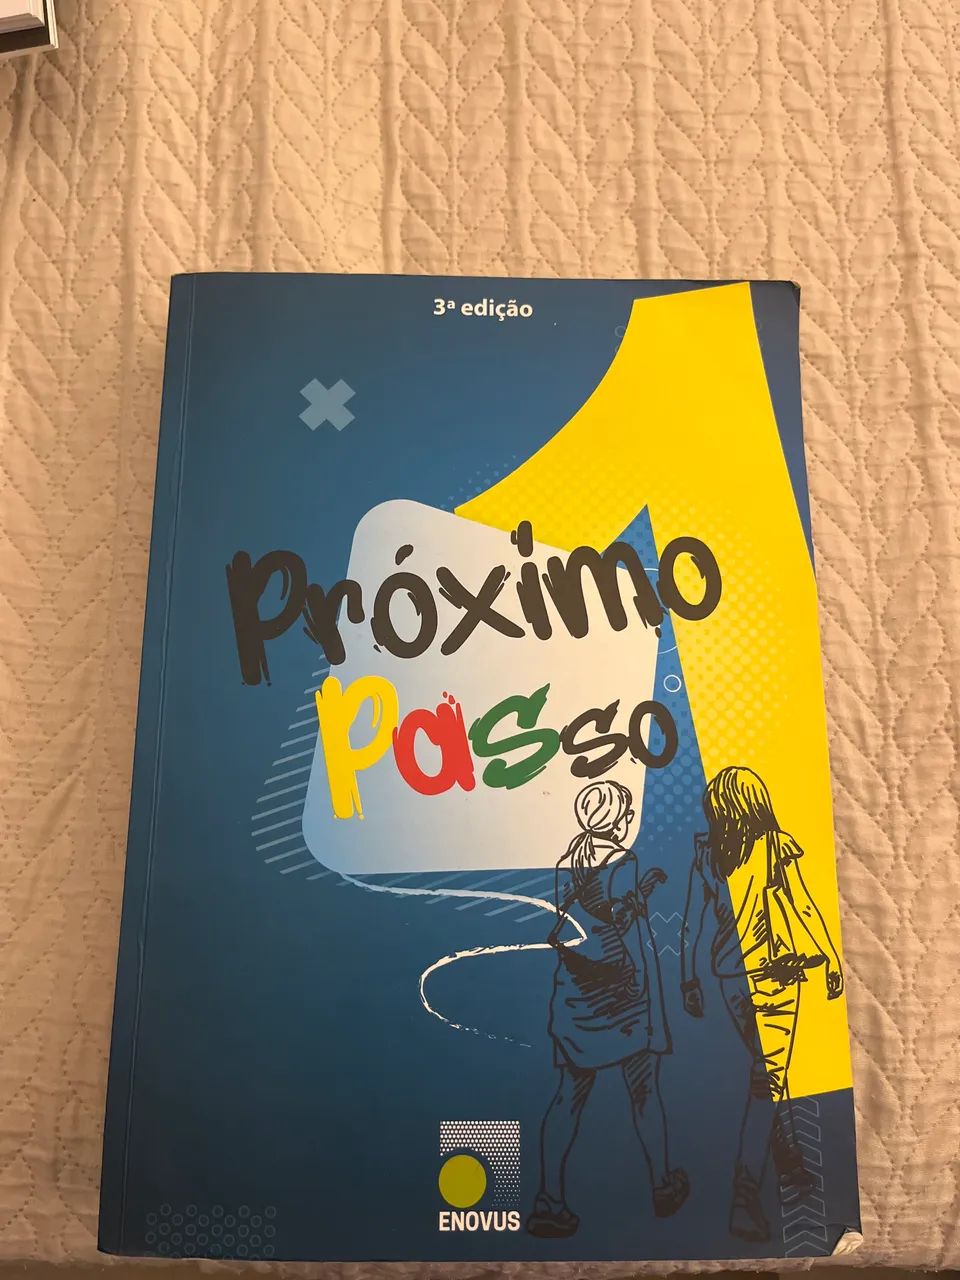 3ª edição
1
Próximo
Passo
ENOVUS